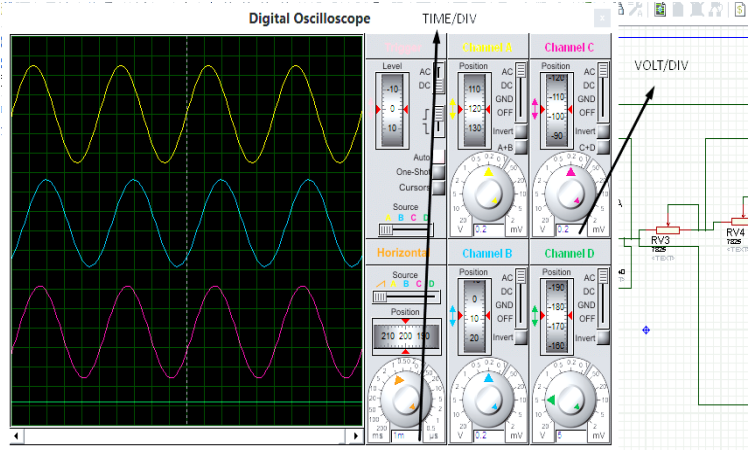 Digital Oscilloscope
TIME/DIV
VOLT/DIV
Channel A
Channel C
Level
AC
DC
-10
0
10
Auto
One-Shot
Cursors
Source
A B C D
Position
AC
DC
GND
OFF
Invert
A+B
110
120
130
V 0.2 mV
Position
AC
DC
GND
OFF
Invert
C+D
-120
-110
-100
-90
V 0.2 mV
Horizontal
Source
A B C D
Position
210 200 190
ms 1m µs
Channel B
Position
AC
DC
GND
OFF
Invert
0
10
20
V 0.2 mV
Channel D
Position
AC
DC
GND
OFF
Invert
-190
-180
-170
-160
V 5 mV
RV3
RV4
<TEXT>